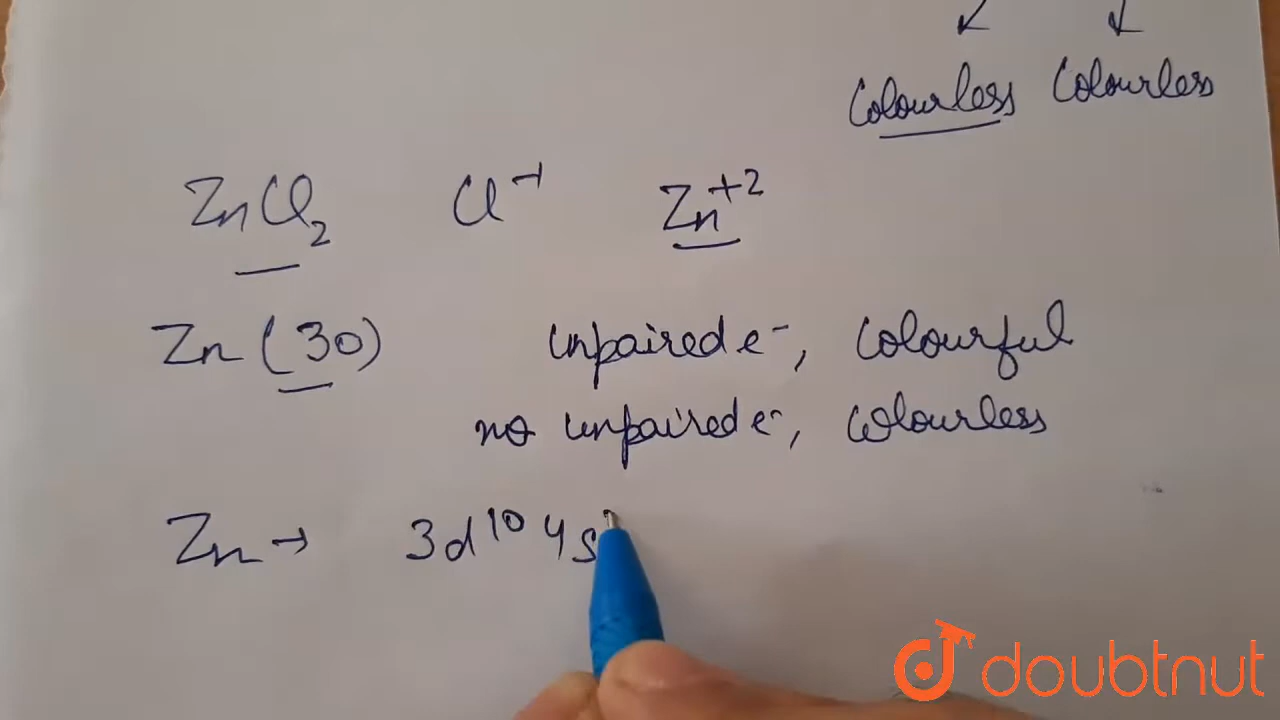 Colourless Colourless
ZnCl₂ Cl⁻¹ Zn⁺²
Zn (30) unpaired e⁻, colourful
no unpaired e⁻, colourless
Zn → 3d¹⁰ 4s
doubtnut